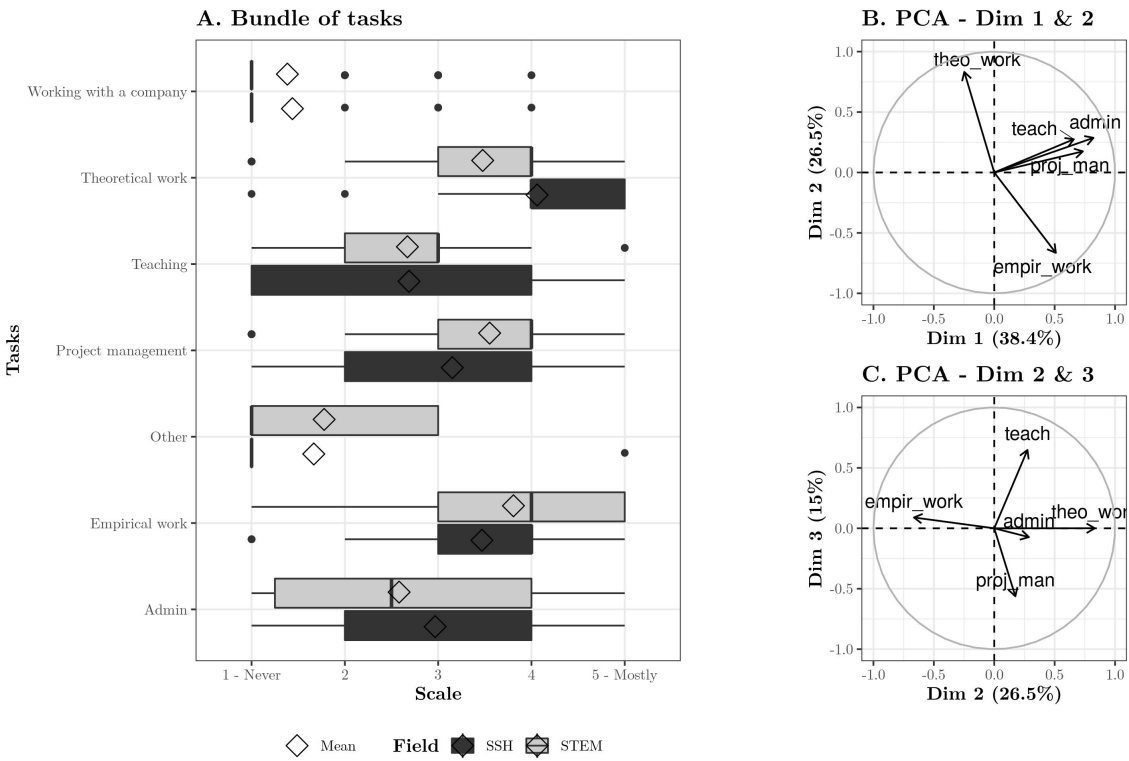 A. Bundle of tasks
Tasks
Working with a company
Theoretical work
Teaching
Project management
Other
Empirical work
Admin
1 - Never
2
3
4
5 - Mostly
Scale
Mean
Field
SSH
STEM
B. PCA - Dim 1 & 2
Dim 2 (26.5%)
1.0
0.5
0.0
-0.5
-1.0
theo_work
teach
admin
proj_man
empir_work
-1.0
-0.5
0.0
0.5
1.0
Dim 1 (38.4%)
C. PCA - Dim 2 & 3
Dim 3 (15%)
1.0
0.5
0.0
-0.5
-1.0
teach
empir_work
admin
theo_wor
proj_man
-1.0
-0.5
0.0
0.5
1.0
Dim 2 (26.5%)